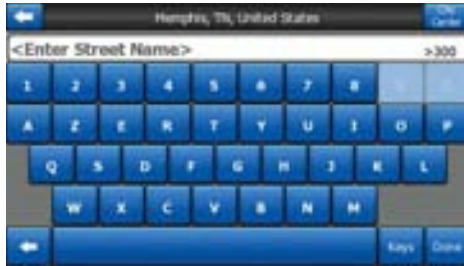 Memphis, TN, United States
City Center
<Enter Street Name> >300
1 2 3 4 5 6 7 8
A Z E R T Y U I O P
Q S D F G H J K L
W X C V B N M
Keys Done